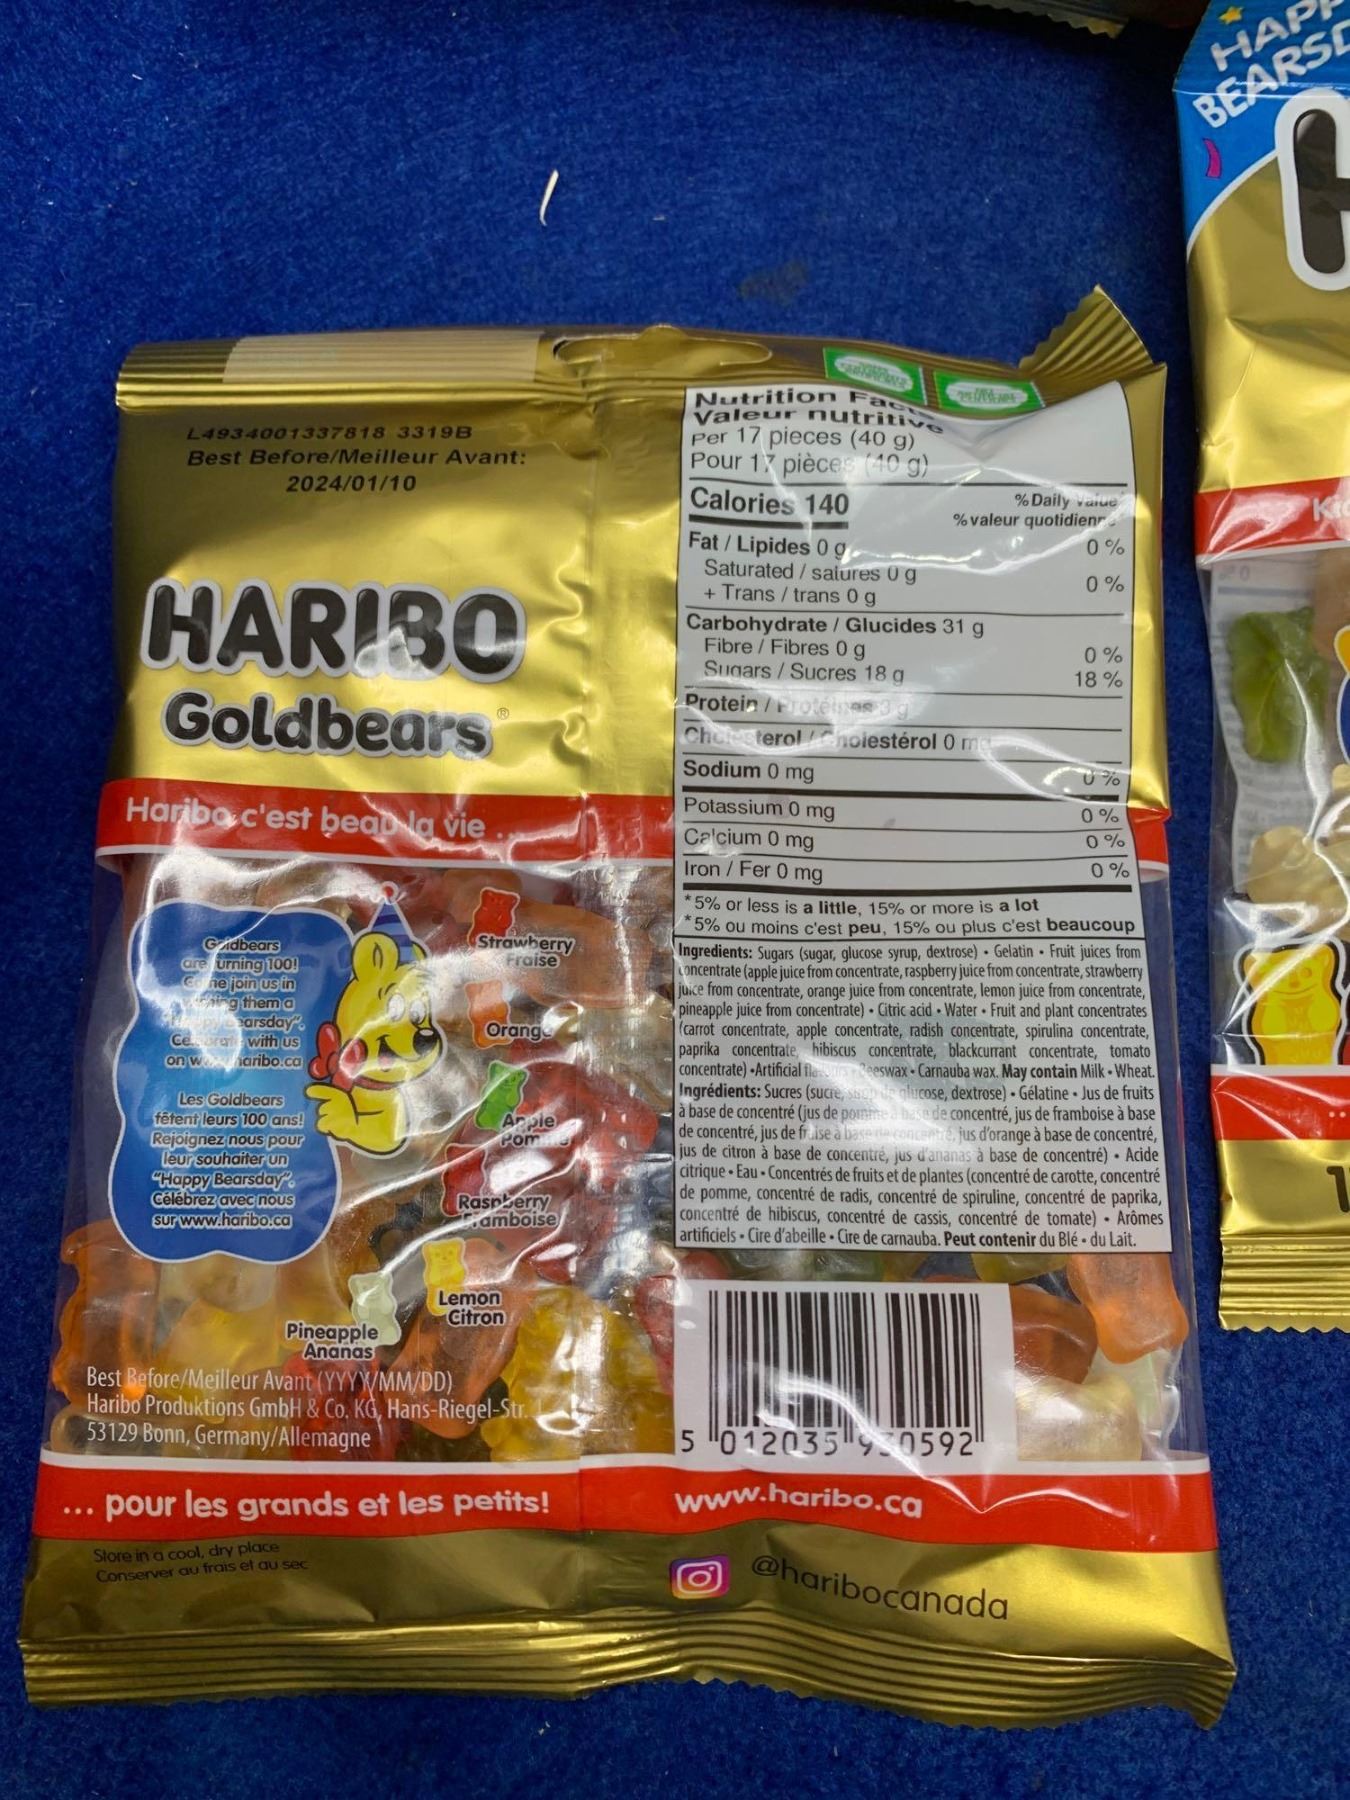 HAPP
BEARSD
L4934001337818 3319B
Best Before/Meilleur Avant:
2024/01/10
HARIBO
Goldbears®
Haribo c'est beau la vie ...
Goldbears
are turning 100!
Come join us in
wishing them a
"Happy Bearsday".
Celebrate with us
on www.haribo.ca
Les Goldbears
fêtent leurs 100 ans!
Rejoignez nous pour
leur souhaiter un
"Happy Bearsday".
Célébrez avec nous
sur www.haribo.ca
Strawberry
Fraise
Orange
Apple
Pomme
Raspberry
Framboise
Lemon
Citron
Pineapple
Ananas
Best Before/Meilleur Avant (YYYY/MM/DD)
Haribo Produktions GmbH & Co. KG, Hans-Riegel-Str. 1
53129 Bonn, Germany/Allemagne
... pour les grands et les petits!
Store in a cool, dry place
Conserver au frais et au sec
Nutrition Facts
Valeur nutritive
Per 17 pieces (40 g)
Pour 17 pièces (40 g)
Calories 140
% Daily Value*
% valeur quotidienne
Fat / Lipides 0 g 0 %
Saturated / saturés 0 g
+ Trans / trans 0 g 0 %
Carbohydrate / Glucides 31 g
Fibre / Fibres 0 g 0 %
Sugars / Sucres 18 g 18 %
Protein / Protéines 3 g
Cholesterol / Cholestérol 0 mg
Sodium 0 mg 0 %
Potassium 0 mg 0 %
Calcium 0 mg 0 %
Iron / Fer 0 mg 0 %
*5% or less is a little, 15% or more is a lot
*5% ou moins c'est peu, 15% ou plus c'est beaucoup
Ingredients: Sugars (sugar, glucose syrup, dextrose) • Gelatin • Fruit juices from
concentrate (apple juice from concentrate, raspberry juice from concentrate, strawberry
juice from concentrate, orange juice from concentrate, lemon juice from concentrate,
pineapple juice from concentrate) • Citric acid • Water • Fruit and plant concentrates
(carrot concentrate, apple concentrate, radish concentrate, spirulina concentrate,
paprika concentrate, hibiscus concentrate, blackcurrant concentrate, tomato
concentrate) •Artificial flavours • Beeswax • Carnauba wax. May contain Milk • Wheat.
Ingrédients: Sucres (sucre, sirop de glucose, dextrose) • Gélatine • Jus de fruits
à base de concentré (jus de pomme à base de concentré, jus de framboise à base
de concentré, jus de fraise à base de concentré, jus d'orange à base de concentré,
jus de citron à base de concentré, jus d'ananas à base de concentré) • Acide
citrique • Eau • Concentrés de fruits et de plantes (concentré de carotte, concentré
de pomme, concentré de radis, concentré de spiruline, concentré de paprika,
concentré de hibiscus, concentré de cassis, concentré de tomate) • Arômes
artificiels • Cire d'abeille • Cire de carnauba. Peut contenir du Blé • du Lait.
5 012035 930592
www.haribo.ca
@haribocanada